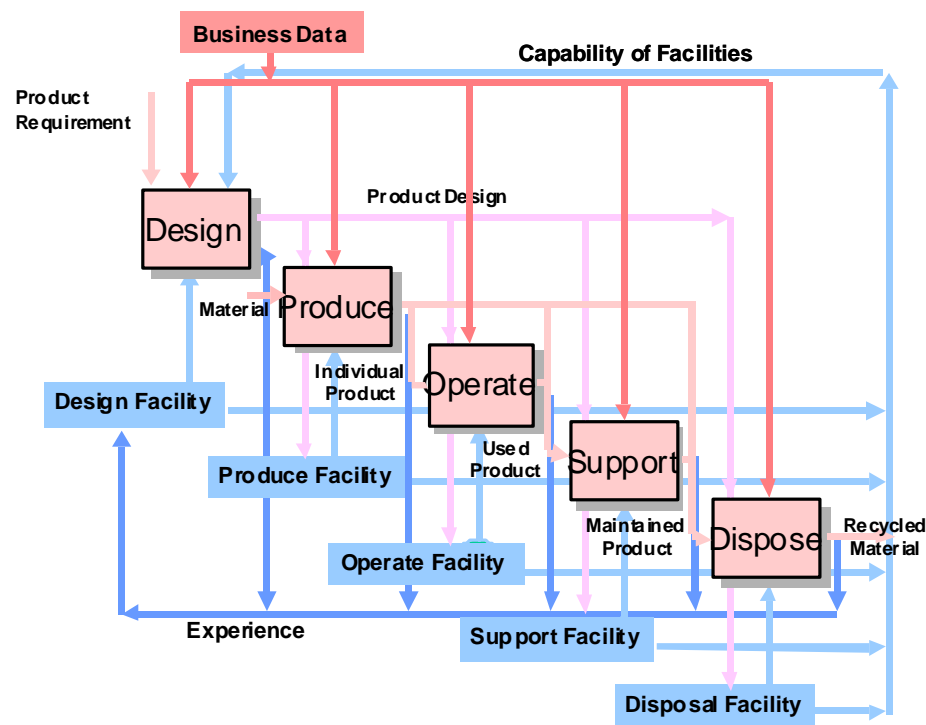 Business Data
Capability of Facilities
Product
Requirement
Product Design
Design
Material
Produce
Individual
Product
Operate
Design Facility
Used
Product
Support
Produce Facility
Maintained
Product
Dispose
Recycled
Material
Operate Facility
Experience
Support Facility
Disposal Facility